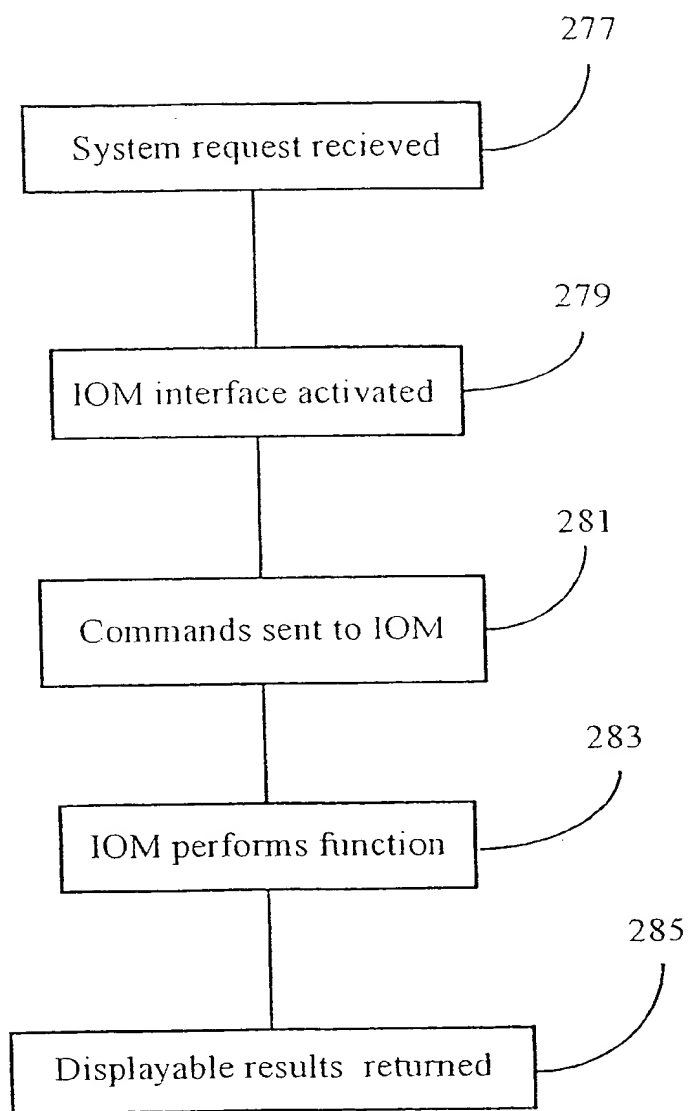 277
System request recieved
279
IOM interface activated
281
Commands sent to IOM
283
IOM performs function
285
Displayable results returned